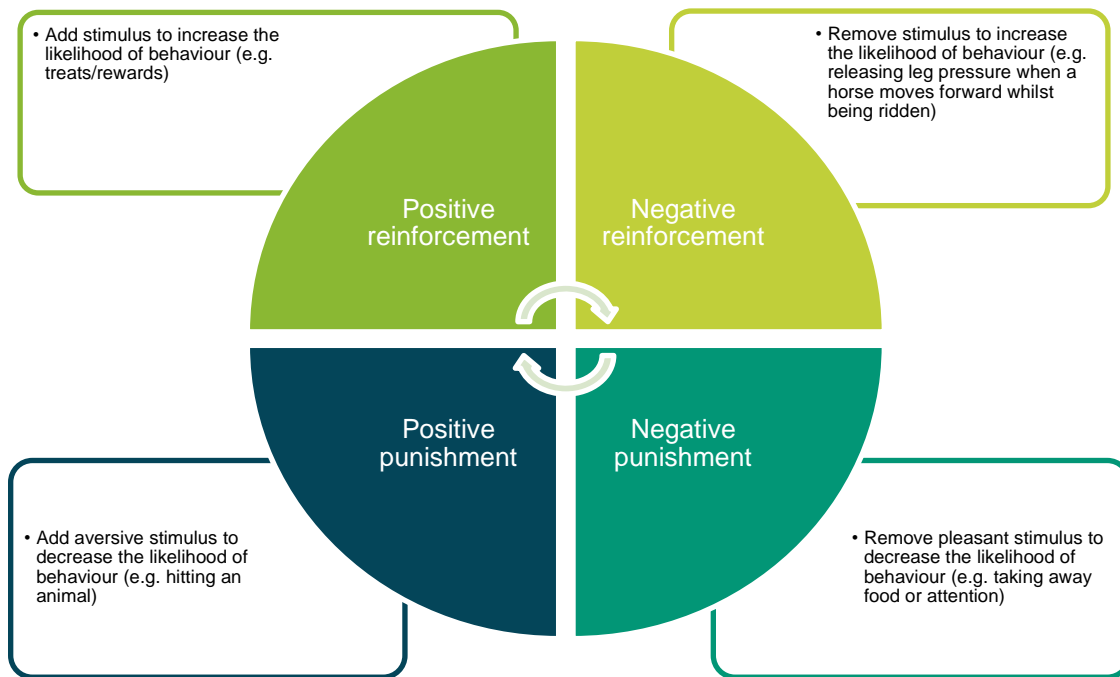 • Add stimulus to increase the
likelihood of behaviour (e.g.
treats/rewards)
• Remove stimulus to increase
the likelihood of behaviour (e.g.
releasing leg pressure when a
horse moves forward whilst
being ridden)
Positive
reinforcement
Negative
reinforcement
Positive
punishment
Negative
punishment
• Add aversive stimulus to
decrease the likelihood of
behaviour (e.g. hitting an
animal)
• Remove pleasant stimulus to
decrease the likelihood of
behaviour (e.g. taking away
food or attention)